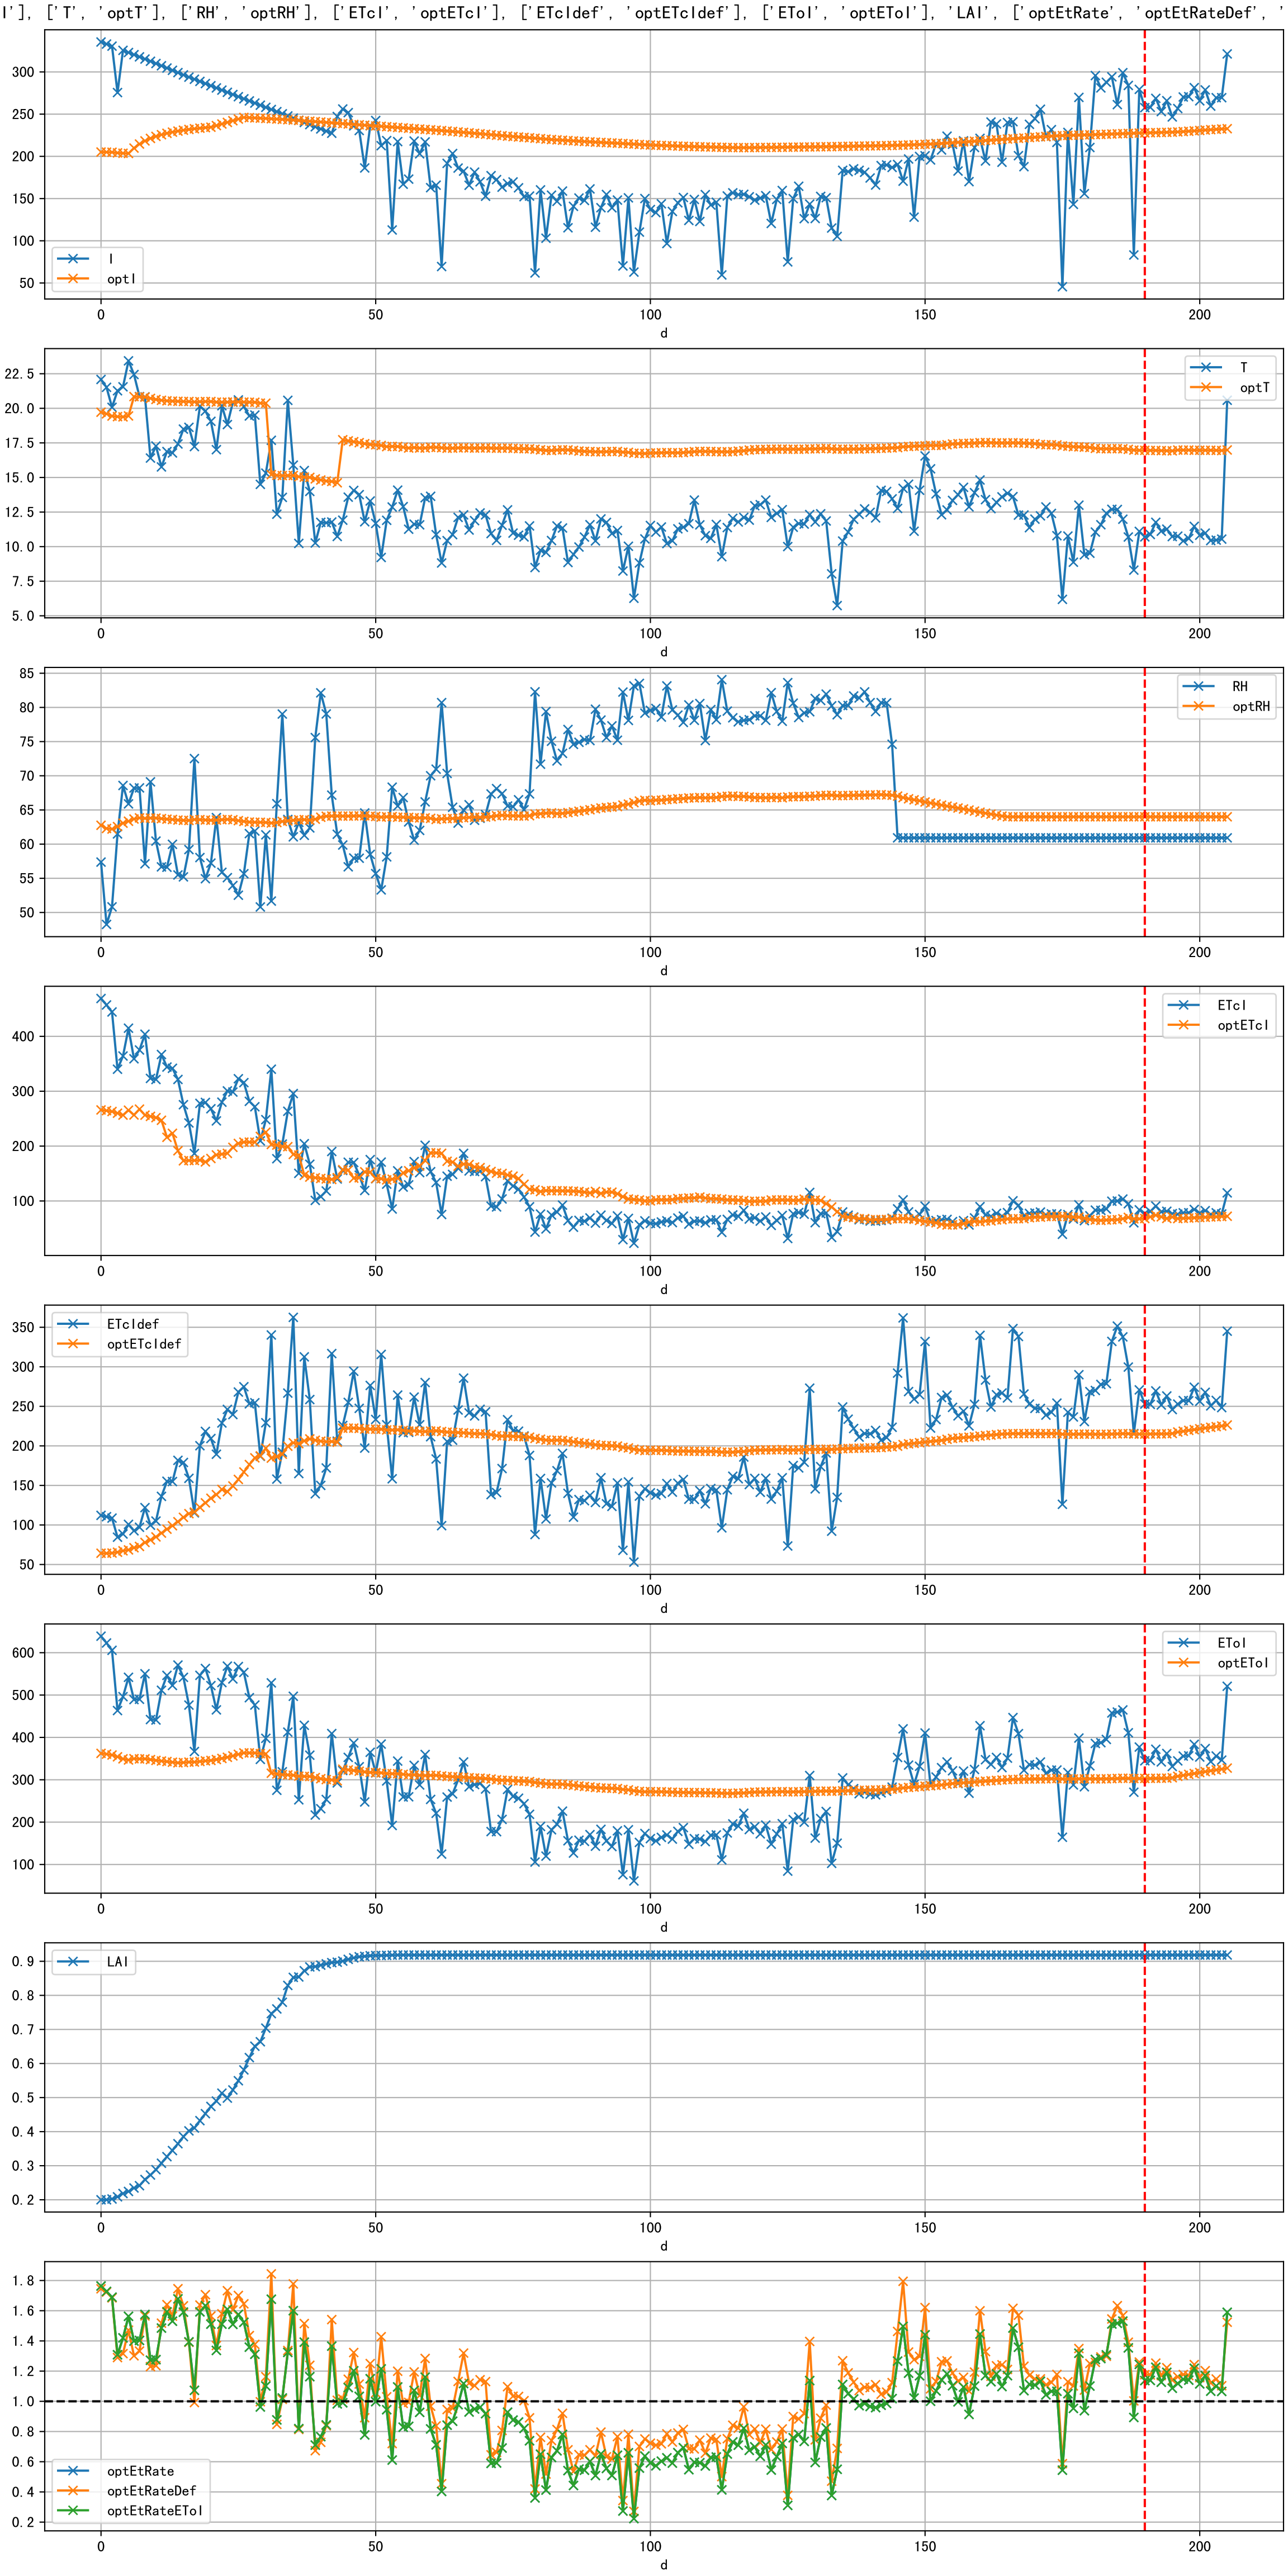 I'], ['T', 'optT'], ['RH', 'optRH'], ['ETcI', 'optETcI'], ['ETcIdef', 'optETcIdef'], ['EToI', 'optEToI'], 'LAI', ['optEtRate', 'optEtRateDef', '
300
250
200
150
100
50
I
optI
0 50 100 150 200
d
22.5
20.0
17.5
15.0
12.5
10.0
7.5
5.0
T
optT
0 50 100 150 200
d
85
80
75
70
65
60
55
50
RH
optRH
0 50 100 150 200
d
400
300
200
100
ETcI
optETcI
0 50 100 150 200
d
350
300
250
200
150
100
50
ETcIdef
optETcIdef
0 50 100 150 200
d
600
500
400
300
200
100
EToI
optEToI
0 50 100 150 200
d
0.9
0.8
0.7
0.6
0.5
0.4
0.3
0.2
LAI
0 50 100 150 200
d
1.8
1.6
1.4
1.2
1.0
0.8
0.6
0.4
0.2
optEtRate
optEtRateDef
optEtRateEToI
0 50 100 150 200
d